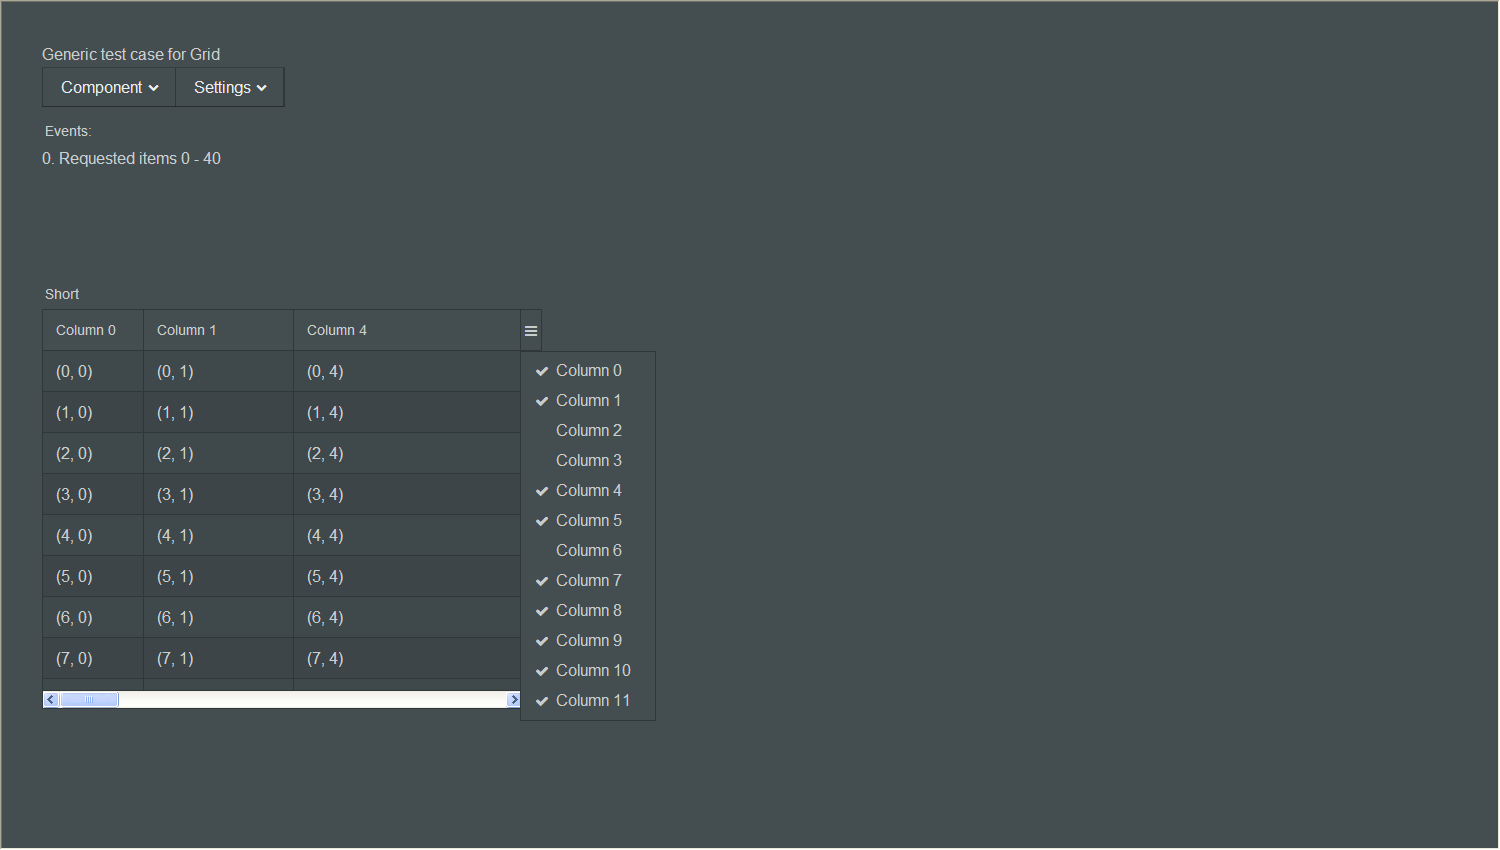 Generic test case for Grid
Component Settings
Events:
0. Requested items 0 - 40
Short
Column 0 Column 1 Column 4
(0, 0) (0, 1) (0, 4) Column 0
(1, 0) (1, 1) (1, 4) Column 1
Column 2
(2, 0) (2, 1) (2, 4) Column 3
(3, 0) (3, 1) (3, 4) Column 4
Column 5
(4, 0) (4, 1) (4, 4) Column 6
(5, 0) (5, 1) (5, 4) Column 7
(6, 0) (6, 1) (6, 4) Column 8
Column 9
(7, 0) (7, 1) (7, 4) Column 10
Column 11